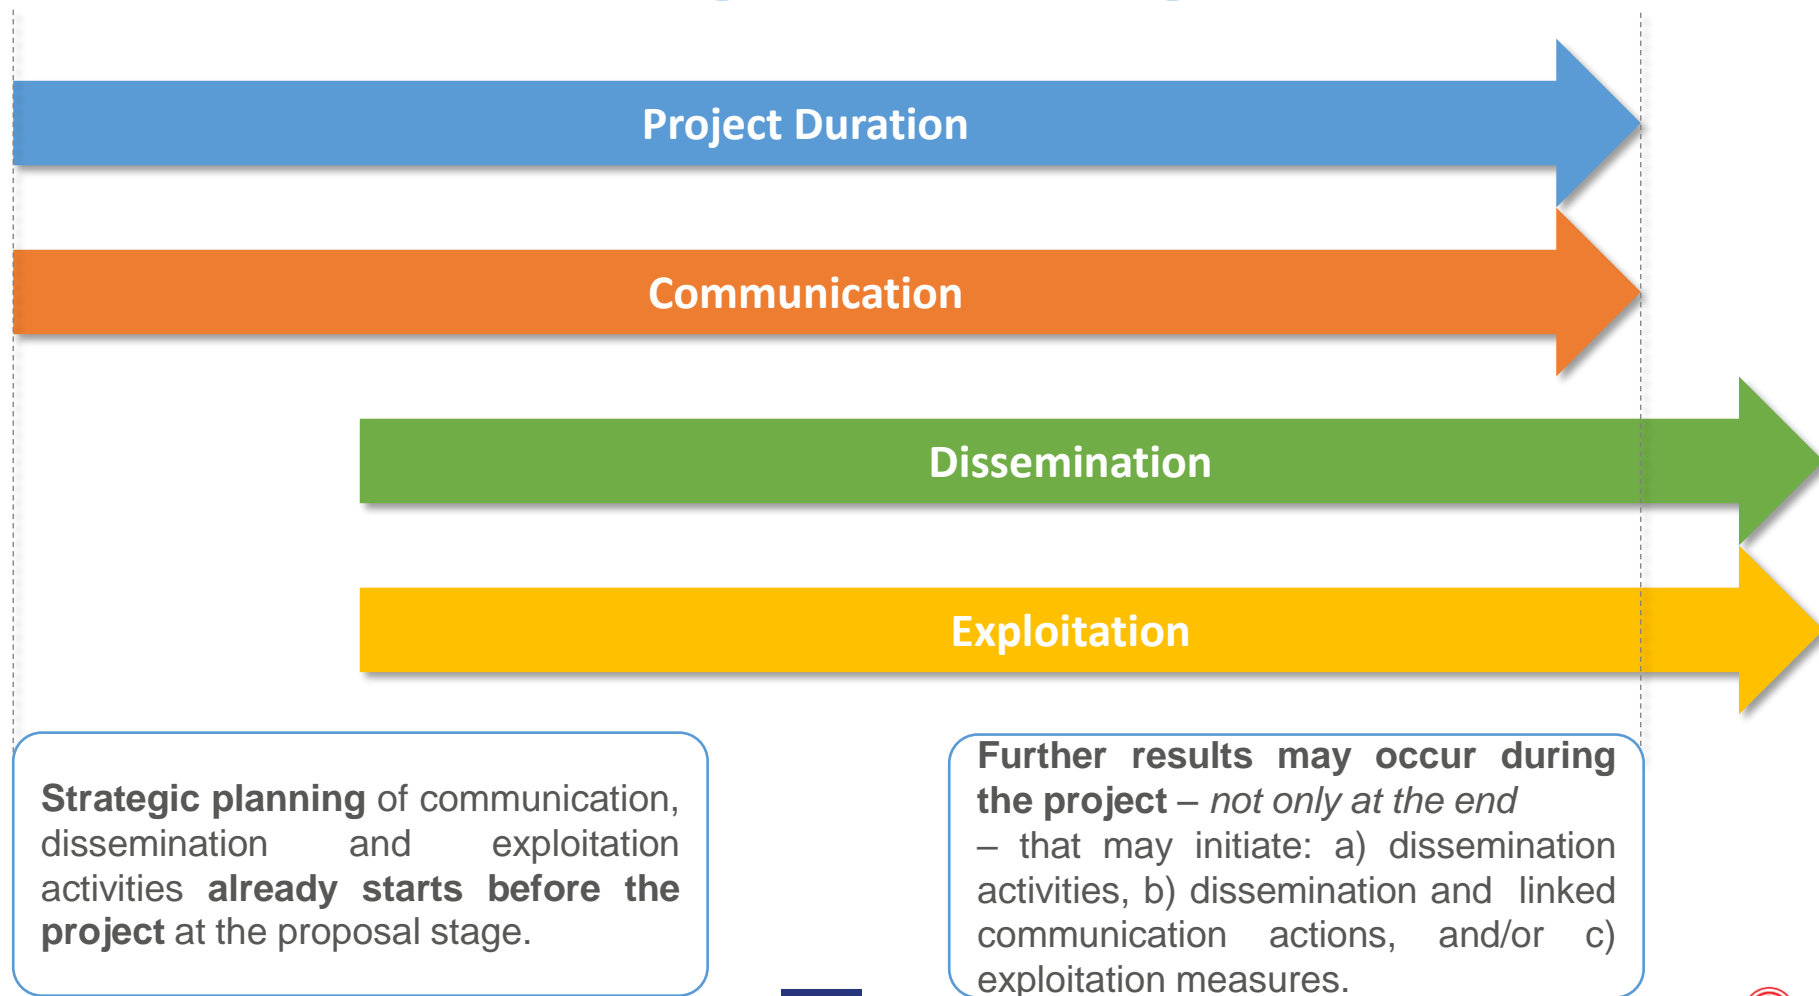 Project Duration
Communication
Dissemination
Exploitation
Strategic planning of communication,
dissemination and exploitation
activities already starts before the
project at the proposal stage.
Further results may occur during
the project – not only at the end
– that may initiate: a) dissemination
activities, b) dissemination and linked
communication actions, and/or c)
exploitation measures.